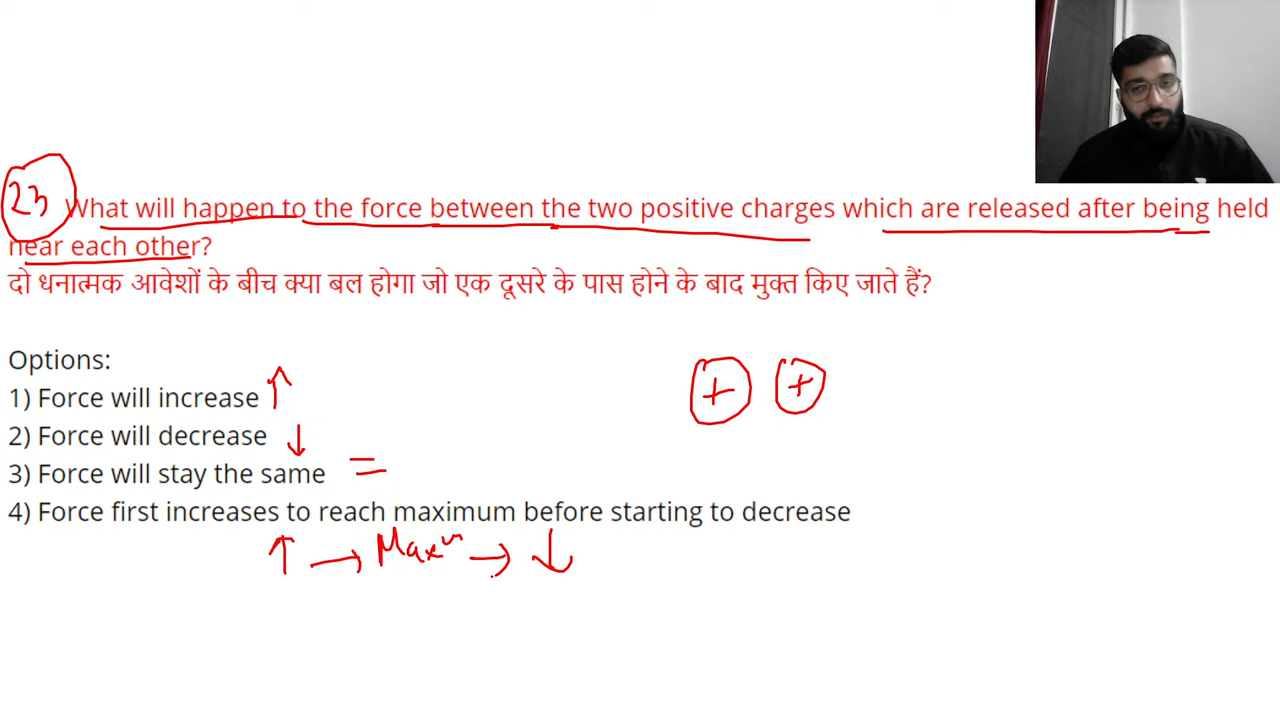 23 What will happen to the force between the two positive charges which are released after being held
near each other?
दो धनात्मक आवेशों के बीच क्या बल होगा जो एक दूसरे के पास होने के बाद मुक्त किए जाते हैं?
Options:
1) Force will increase ↑
2) Force will decrease ↓
3) Force will stay the same =
4) Force first increases to reach maximum before starting to decrease
↑ → Maxᵐ → ↓
+ +